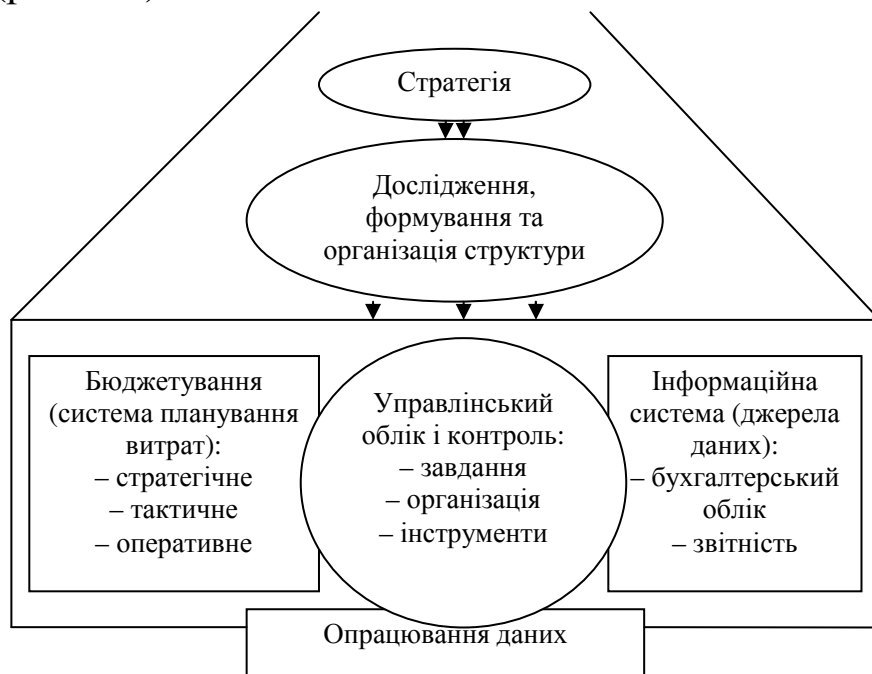 Стратегія
Дослідження,
формування та
організація структури
Бюджетування
(система планування
витрат):
– стратегічне
– тактичне
– оперативне
Управлінський
облік і контроль:
– завдання
– організація
– інструменти
Інформаційна
система (джерела
даних):
– бухгалтерський
облік
– звітність
Опрацювання даних